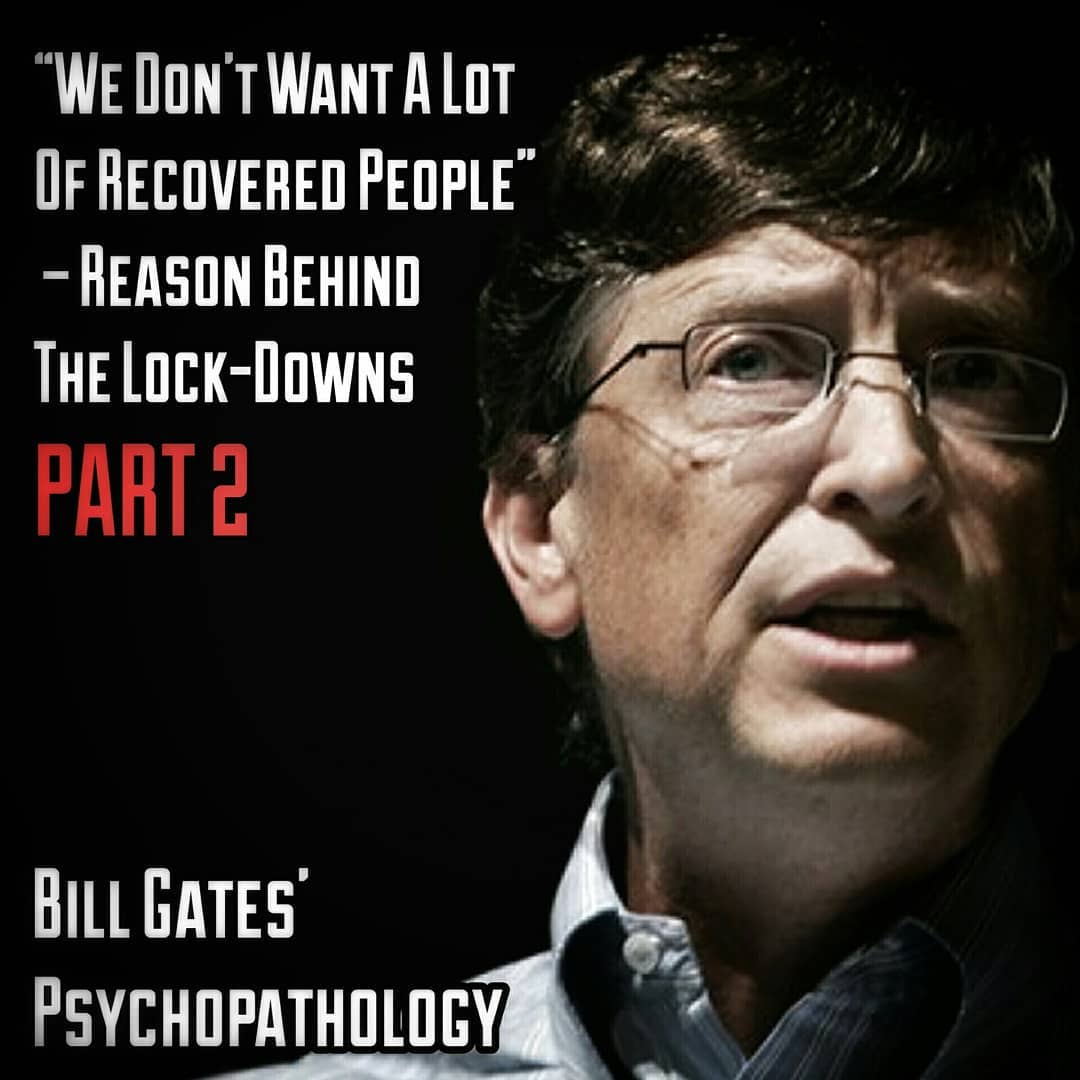 “We Don’t Want A Lot
Of Recovered People”
– Reason Behind
The Lock-Downs
PART 2
Bill Gates’
Psychopathology